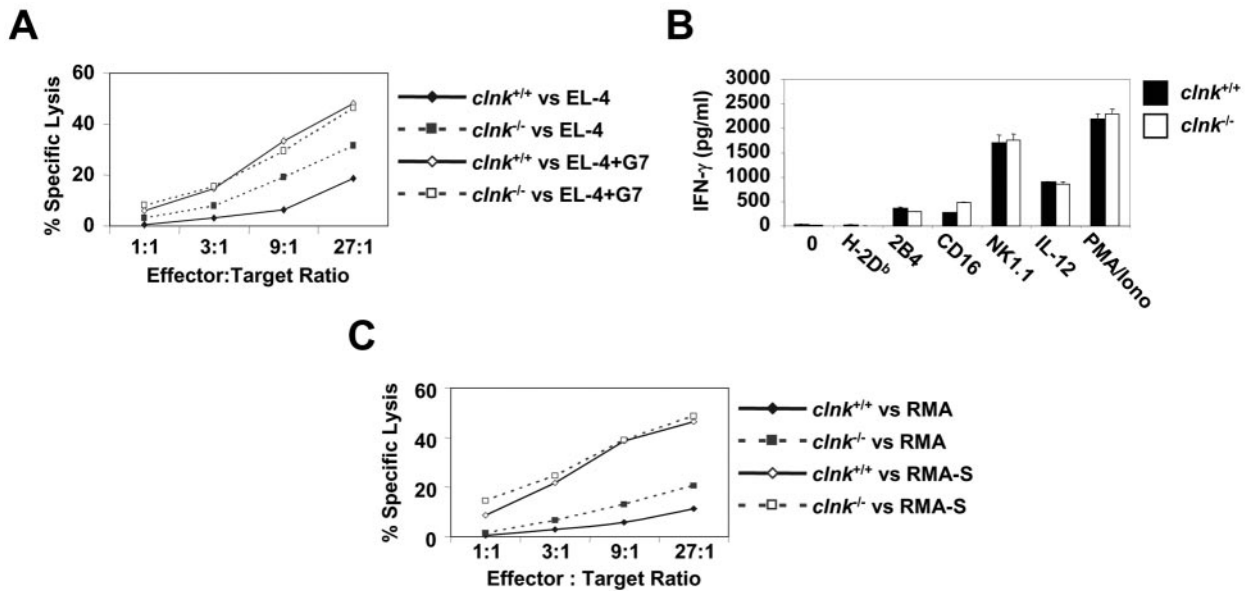 A
% Specific Lysis
60
40
20
0
1:1 3:1 9:1 27:1
Effector:Target Ratio
clnk+/+ vs EL-4
clnk-/- vs EL-4
clnk+/+ vs EL-4+G7
clnk-/- vs EL-4+G7
B
IFN-γ (pg/ml)
3000
2500
2000
1500
1000
500
0
0 H-2Db 2B4 CD16 NK1.1 IL-12 PMA/Iono
clnk+/+
clnk-/-
C
% Specific Lysis
60
40
20
0
1:1 3:1 9:1 27:1
Effector : Target Ratio
clnk+/+ vs RMA
clnk-/- vs RMA
clnk+/+ vs RMA-S
clnk-/- vs RMA-S